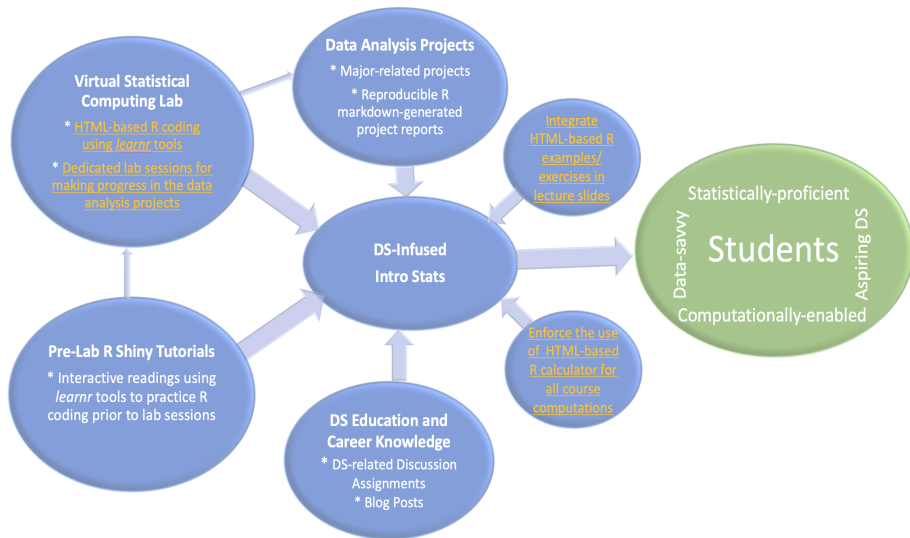 Virtual Statistical
Computing Lab
* HTML-based R coding
using learnr tools
* Dedicated lab sessions for
making progress in the data
analysis projects
Data Analysis Projects
* Major-related projects
* Reproducible R
markdown-generated
project reports
Integrate
HTML-based R
examples/
exercises in
lecture slides
DS-Infused
Intro Stats
Statistically-proficient
Data-savvy
Students
Aspiring DS
Computationally-enabled
Pre-Lab R Shiny Tutorials
* Interactive readings using
learnr tools to practice R
coding prior to lab sessions
DS Education and
Career Knowledge
* DS-related Discussion
Assignments
* Blog Posts
Enforce the use
of HTML-based
R calculator for
all course
computations